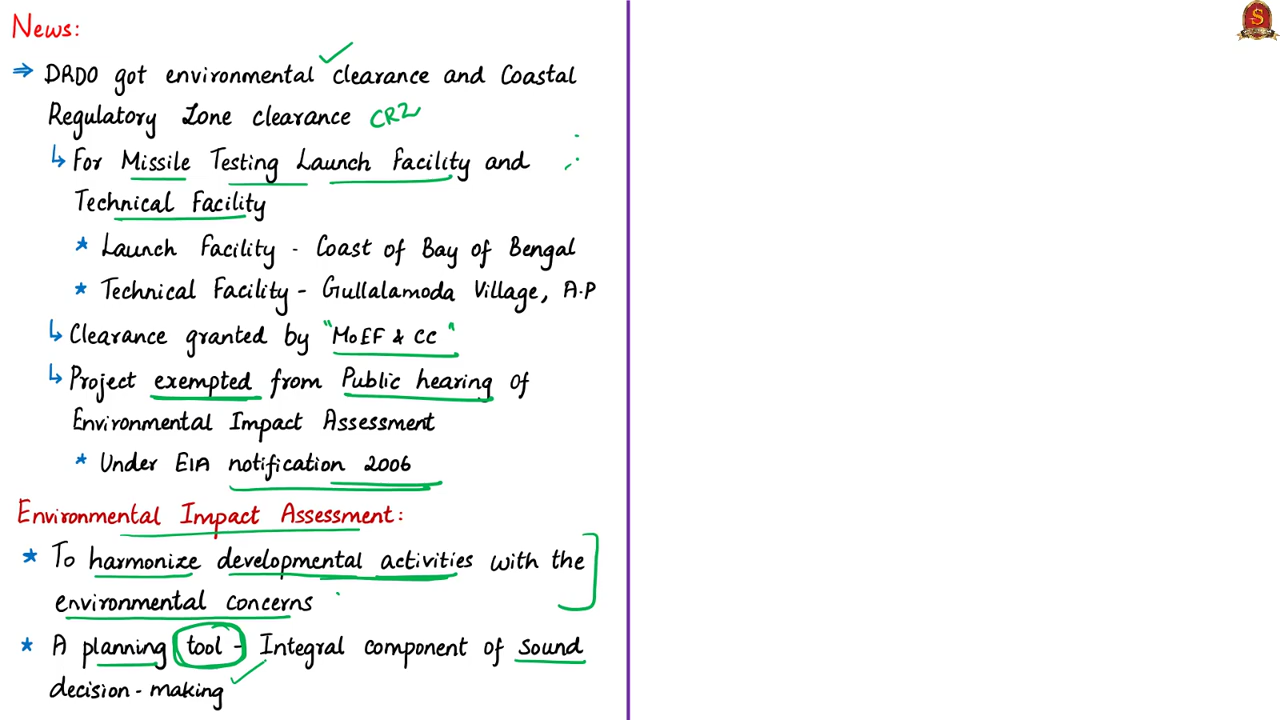 News:
⇒ DRDO got environmental clearance and Coastal
Regulatory Zone clearance CRZ
↳ For Missile Testing Launch Facility and
Technical Facility
* Launch Facility - Coast of Bay of Bengal
* Technical Facility - Gullalamoda Village, A.P
↳ Clearance granted by "MoEF & CC"
↳ Project exempted from Public hearing of
Environmental Impact Assessment
* Under EIA notification 2006
Environmental Impact Assessment:
* To harmonize developmental activities with the
environmental concerns
* A planning tool - Integral component of sound
decision-making
S